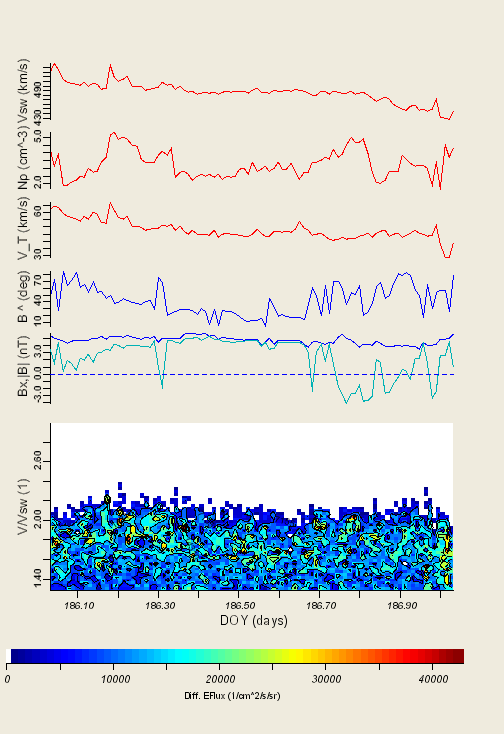 Vsw (km/s)
490
430
Np (cm^-3)
5.0
2.0
V_T (km/s)
60
30
B ^ (deg)
70
40
10
Bx,|B| (nT)
3.0
0.0
-3.0
V/Vsw (1)
2.60
2.00
1.40
186.10 186.30 186.50 186.70 186.90
DOY (days)
0 10000 20000 30000 40000
Diff. EFlux (1/cm^2/s/sr)